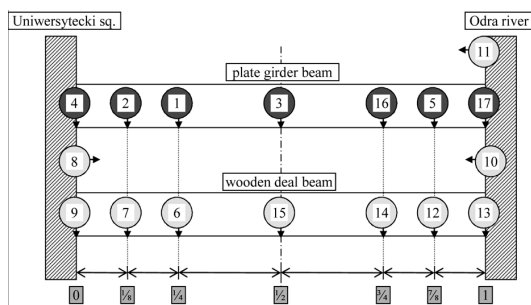 Uniwersytecki sq.
Odra river
11
plate girder beam
4 2 1 3 16 5 17
8 10
wooden deal beam
9 7 6 15 14 12 13
0 ⅛ ¼ ½ ¾ ⅞ 1